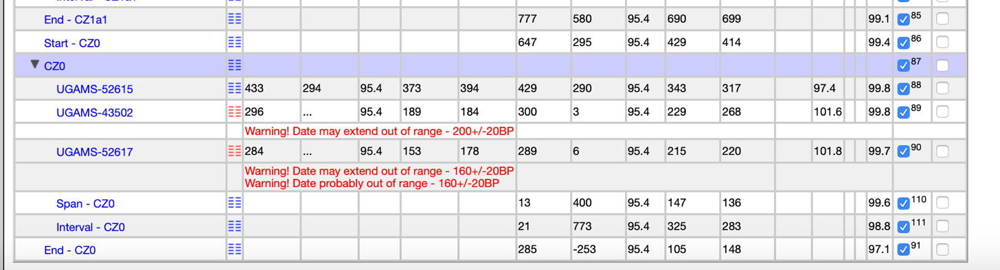 End - CZ1a1 777 580 95.4 690 699 99.1 85
Start - CZ0 647 295 95.4 429 414 99.4 86
▼ CZ0 87
UGAMS-52615 433 294 95.4 373 394 429 290 95.4 343 317 97.4 99.8 88
UGAMS-43502 296 ... 95.4 189 184 300 3 95.4 229 268 101.6 99.8 89
Warning! Date may extend out of range - 200+/-20BP
UGAMS-52617 284 ... 95.4 153 178 289 6 95.4 215 220 101.8 99.7 90
Warning! Date may extend out of range - 160+/-20BP
Warning! Date probably out of range - 160+/-20BP
Span - CZ0 13 400 95.4 147 136 99.6 110
Interval - CZ0 21 773 95.4 325 283 98.8 111
End - CZ0 285 -253 95.4 105 148 97.1 91